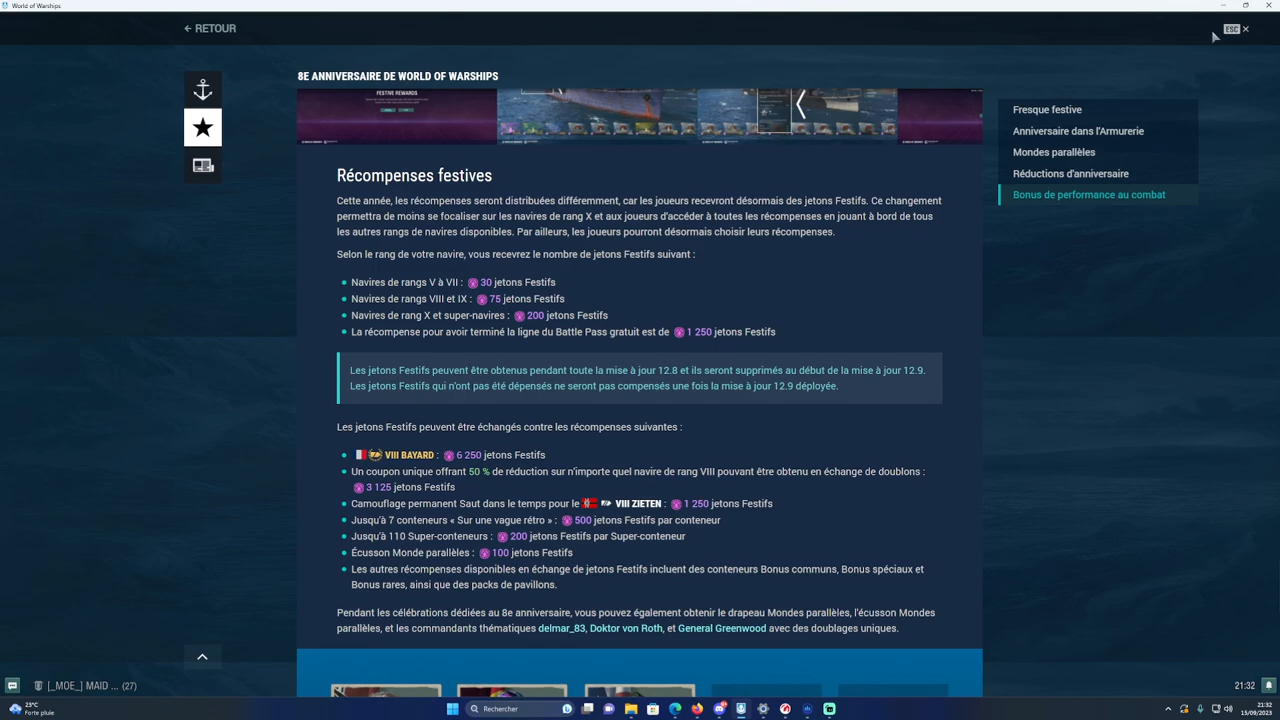 World of Warships
← RETOUR
ESC ×
8E ANNIVERSAIRE DE WORLD OF WARSHIPS
FESTIVE REWARDS
Fresque festive
Anniversaire dans l'Armurerie
Mondes parallèles
Réductions d'anniversaire
Bonus de performance au combat
Récompenses festives
Cette année, les récompenses seront distribuées différemment, car les joueurs recevront désormais des jetons Festifs. Ce changement
permettra de moins se focaliser sur les navires de rang X et aux joueurs d'accéder à toutes les récompenses en jouant à bord de tous
les autres rangs de navires disponibles. Par ailleurs, les joueurs pourront désormais choisir leurs récompenses.
Selon le rang de votre navire, vous recevrez le nombre de jetons Festifs suivant :
Navires de rangs V à VII : 30 jetons Festifs
Navires de rangs VIII et IX : 75 jetons Festifs
Navires de rang X et super-navires : 200 jetons Festifs
La récompense pour avoir terminé la ligne du Battle Pass gratuit est de 1 250 jetons Festifs
Les jetons Festifs peuvent être obtenus pendant toute la mise à jour 12.8 et ils seront supprimés au début de la mise à jour 12.9.
Les jetons Festifs qui n'ont pas été dépensés ne seront pas compensés une fois la mise à jour 12.9 déployée.
Les jetons Festifs peuvent être échangés contre les récompenses suivantes :
VIII BAYARD : 6 250 jetons Festifs
Un coupon unique offrant 50 % de réduction sur n'importe quel navire de rang VIII pouvant être obtenu en échange de doublons :
3 125 jetons Festifs
Camouflage permanent Saut dans le temps pour le VIII ZIETEN : 1 250 jetons Festifs
Jusqu'à 7 conteneurs « Sur une vague rétro » : 500 jetons Festifs par conteneur
Jusqu'à 110 Super-conteneurs : 200 jetons Festifs par Super-conteneur
Écusson Monde parallèles : 100 jetons Festifs
Les autres récompenses disponibles en échange de jetons Festifs incluent des conteneurs Bonus communs, Bonus spéciaux et
Bonus rares, ainsi que des packs de pavillons.
Pendant les célébrations dédiées au 8e anniversaire, vous pouvez également obtenir le drapeau Mondes parallèles, l'écusson Mondes
parallèles, et les commandants thématiques delmar_83, Doktor von Roth, et General Greenwood avec des doublages uniques.
[_MOE_] MAID ... (27)
21:32
23°C
Forte pluie
Rechercher
21:32
15/09/2023